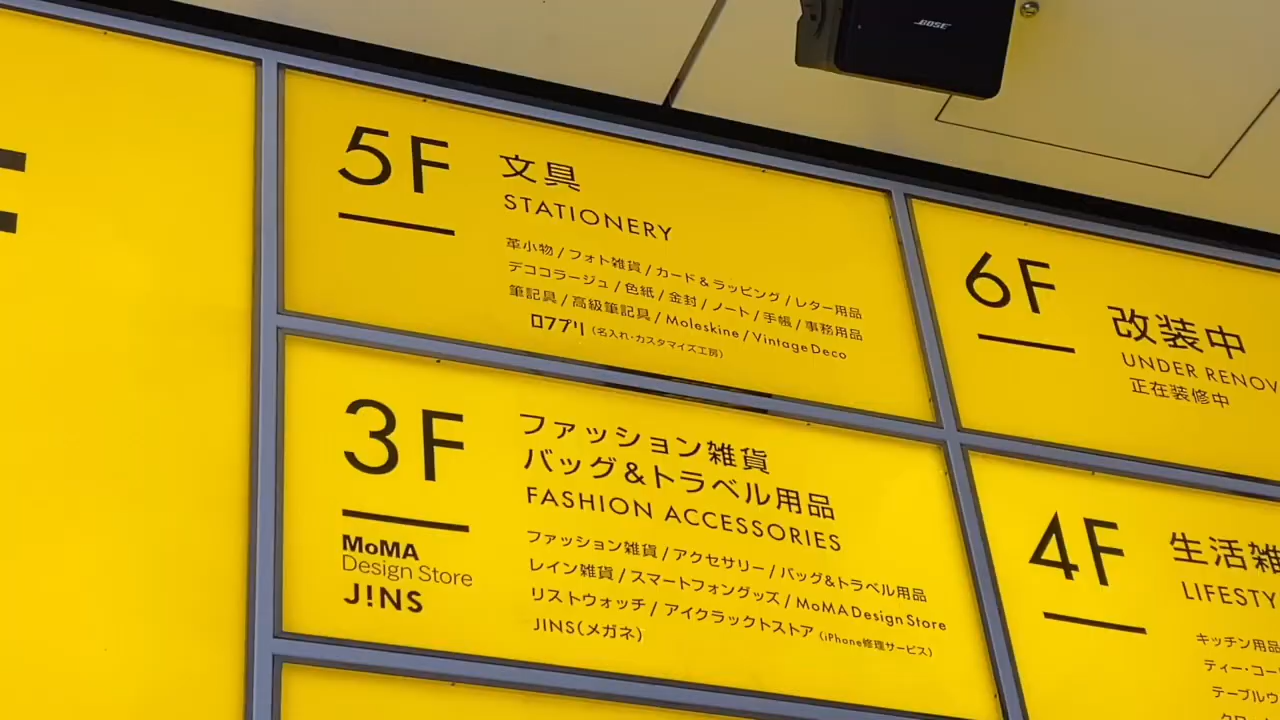 BOSE
5F
文具
STATIONERY
革小物 / フォト雑貨 / カード & ラッピング / レター用品
デココラージュ / 色紙 / 金封 / ノート / 手帳 / 事務用品
筆記具 / 高級筆記具 / Moleskine / Vintage Deco
ロフプリ (名入れ・カスタマイズ工房)
6F
改装中
UNDER RENOV
正在装修中
3F
ファッション雑貨
バッグ&トラベル用品
FASHION ACCESSORIES
MoMA
Design Store
J!NS
ファッション雑貨 / アクセサリー / バッグ&トラベル用品
レイン雑貨 / スマートフォングッズ / MoMA Design Store
リストウォッチ / アイクラックトストア (iPhone修理サービス)
JINS(メガネ)
4F
生活雑
LIFESTY
キッチン用品
ティー・コー
テーブルウ